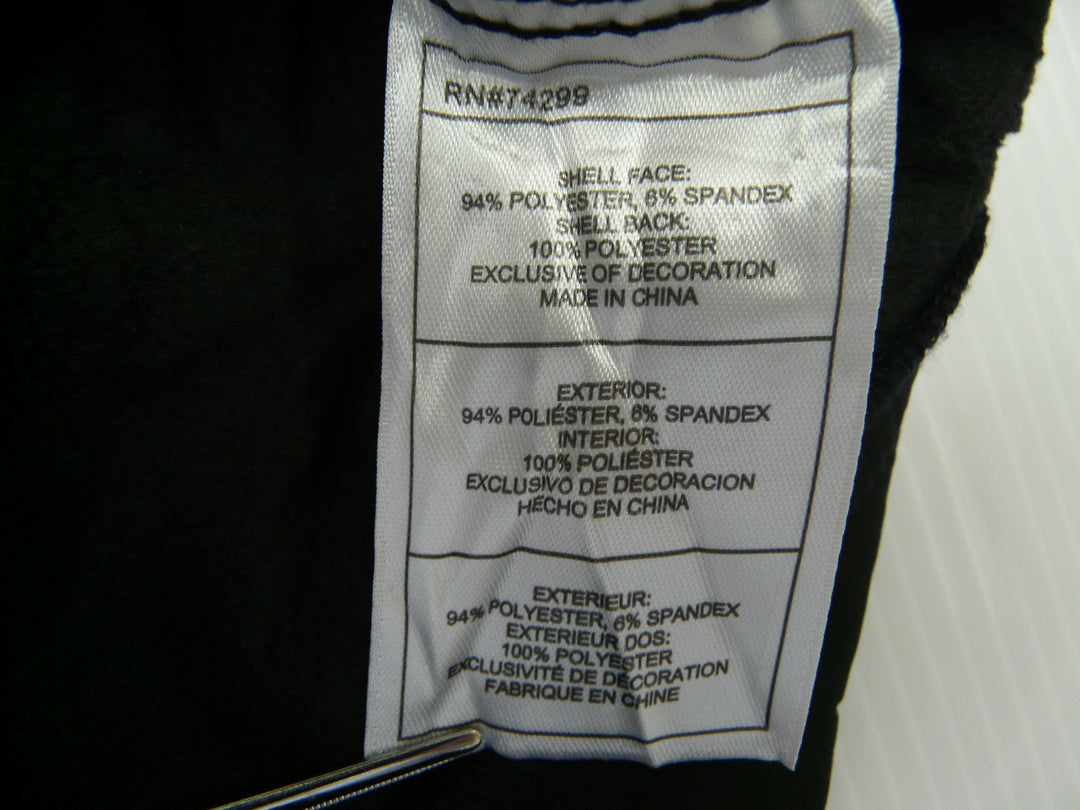 RN#74299
SHELL FACE:
94% POLYESTER, 6% SPANDEX
SHELL BACK:
100% POLYESTER
EXCLUSIVE OF DECORATION
MADE IN CHINA
EXTERIOR:
94% POLIÉSTER, 6% SPANDEX
INTERIOR:
100% POLIÉSTER
EXCLUSIVO DE DECORACION
HECHO EN CHINA
EXTERIEUR:
94% POLYESTER, 6% SPANDEX
EXTERIEUR DOS:
100% POLYESTER
EXCLUSIVITÉ DE DECORATION
FABRIQUE EN CHINE